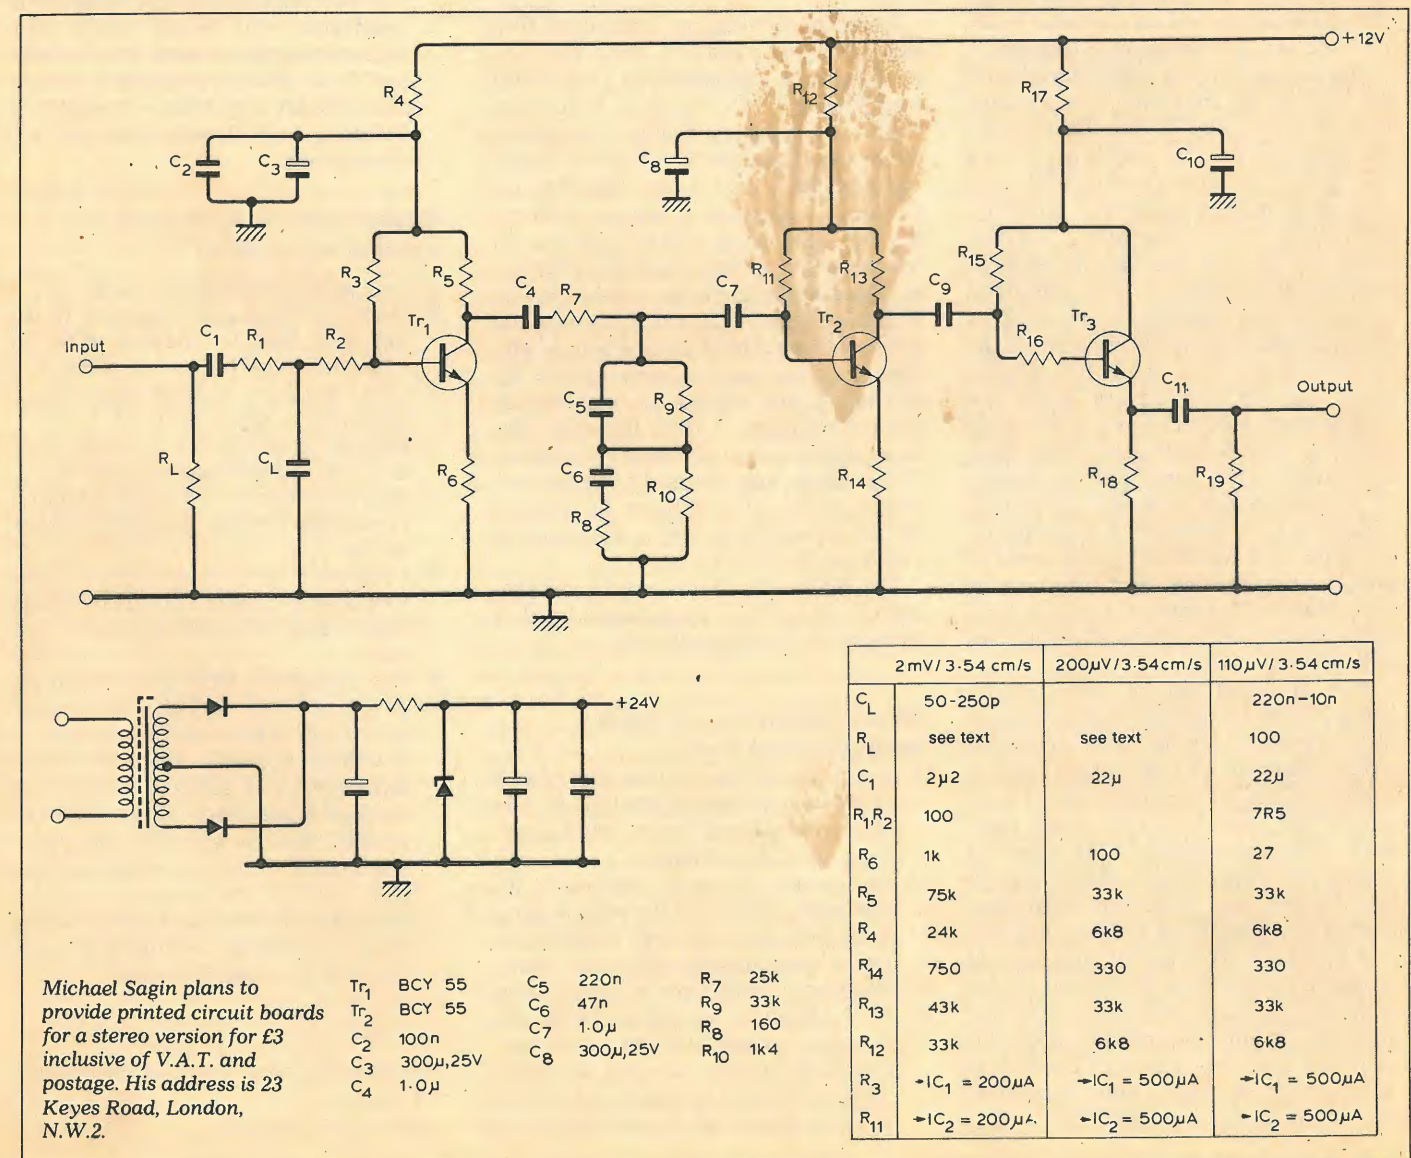 +12V
R4
R12
R17
C2
C3
C8
C10
R3
R5
R11
R13
R15
C4
R7
C7
C9
Tr1
Tr2
Tr3
Input
C1
R1
R2
R16
C11
Output
C5
R9
RL
CL
R6
C6
R10
R8
R14
R18
R19
+24V
2mV/3·54 cm/s 200µV/3·54cm/s 110µV/3·54cm/s
CL 50-250p 220n-10n
RL see text see text 100
C1 2µ2 22µ 22µ
R1,R2 100 7R5
R6 1k 100 27
R5 75k 33k 33k
R4 24k 6k8 6k8
R14 750 330 330
R13 43k 33k 33k
R12 33k 6k8 6k8
R3 →IC1 = 200µA →IC1 = 500µA →IC1 = 500µA
R11 →IC2 = 200µA →IC2 = 500µA →IC2 = 500µA
Michael Sagin plans to
provide printed circuit boards
for a stereo version for £3
inclusive of V.A.T. and
postage. His address is 23
Keyes Road, London,
N.W.2.
Tr1 BCY 55
Tr2 BCY 55
C2 100n
C3 300µ,25V
C4 1·0µ
C5 220n
C6 47n
C7 1·0µ
C8 300µ,25V
R7 25k
R9 33k
R8 160
R10 1k4